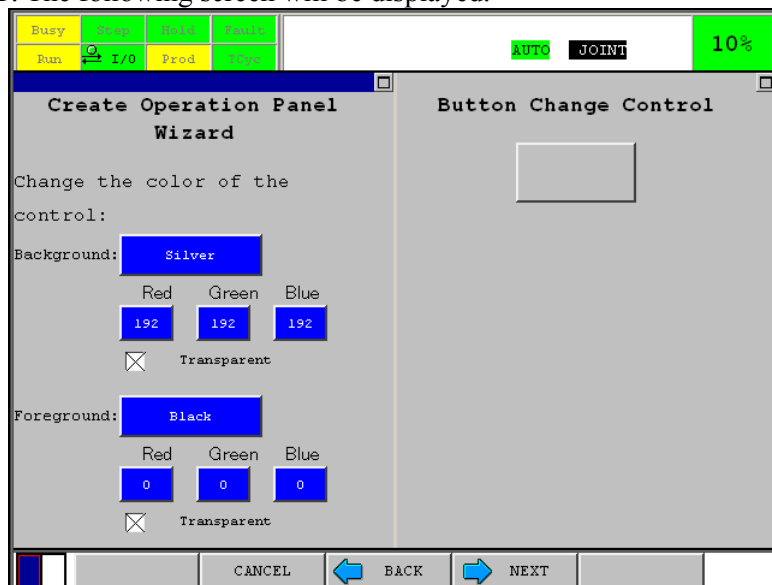 The following screen will be displayed.
Busy Step Hold Fault
Run I/O Prod TCyc
AUTO JOINT 10%
Create Operation Panel
Wizard
Change the color of the
control:
Background: Silver
Red Green Blue
192 192 192
Transparent
Foreground: Black
Red Green Blue
0 0 0
Transparent
Button Change Control
CANCEL BACK NEXT